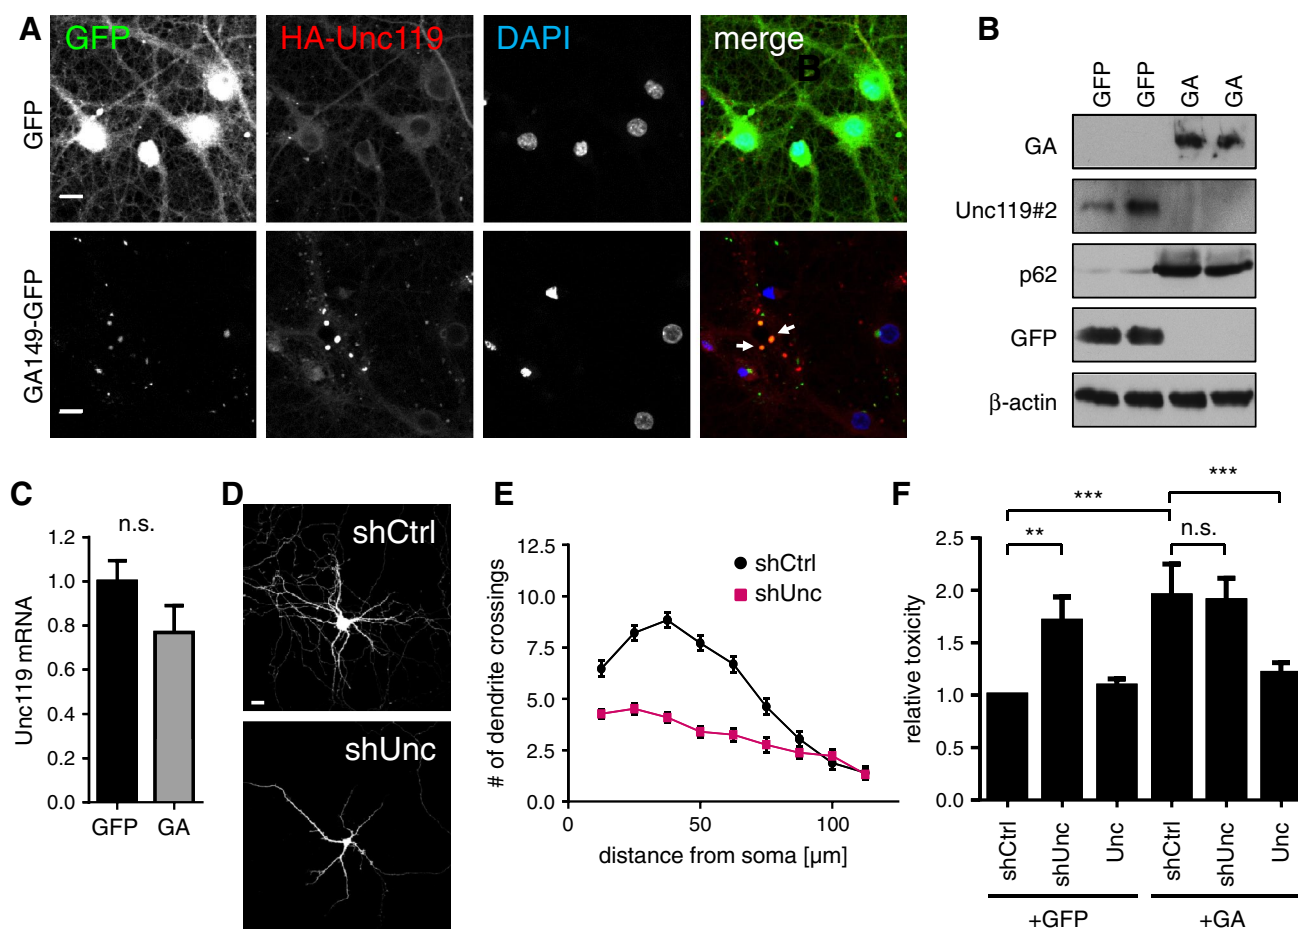 A
GFP
HA-Unc119
DAPI
merge
B
GFP
GA149-GFP
B
GFP
GFP
GA
GA
GA
Unc119#2
p62
GFP
β-actin
C
n.s.
Unc119 mRNA
1.2
1.0
0.8
0.6
0.4
0.2
0.0
GFP
GA
D
shCtrl
shUnc
E
# of dendrite crossings
12.5
10.0
7.5
5.0
2.5
0.0
shCtrl
shUnc
0
50
100
distance from soma [µm]
F
***
***
**
n.s.
relative toxicity
2.5
2.0
1.5
1.0
0.5
0.0
shCtrl
shUnc
Unc
shCtrl
shUnc
Unc
+GFP
+GA